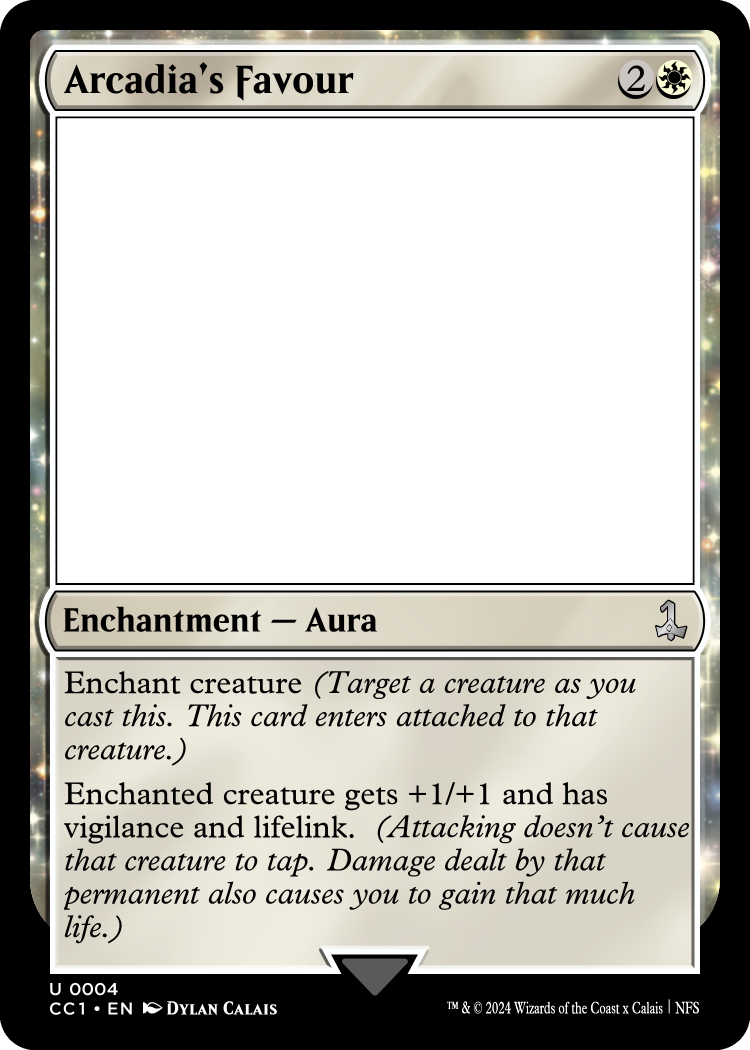 Arcadia's Favour 2
Enchantment — Aura
Enchant creature (Target a creature as you
cast this. This card enters attached to that
creature.)
Enchanted creature gets +1/+1 and has
vigilance and lifelink. (Attacking doesn't cause
that creature to tap. Damage dealt by that
permanent also causes you to gain that much
life.)
U 0004
CC1 • EN Dylan Calais
™ & © 2024 Wizards of the Coast x Calais | NFS